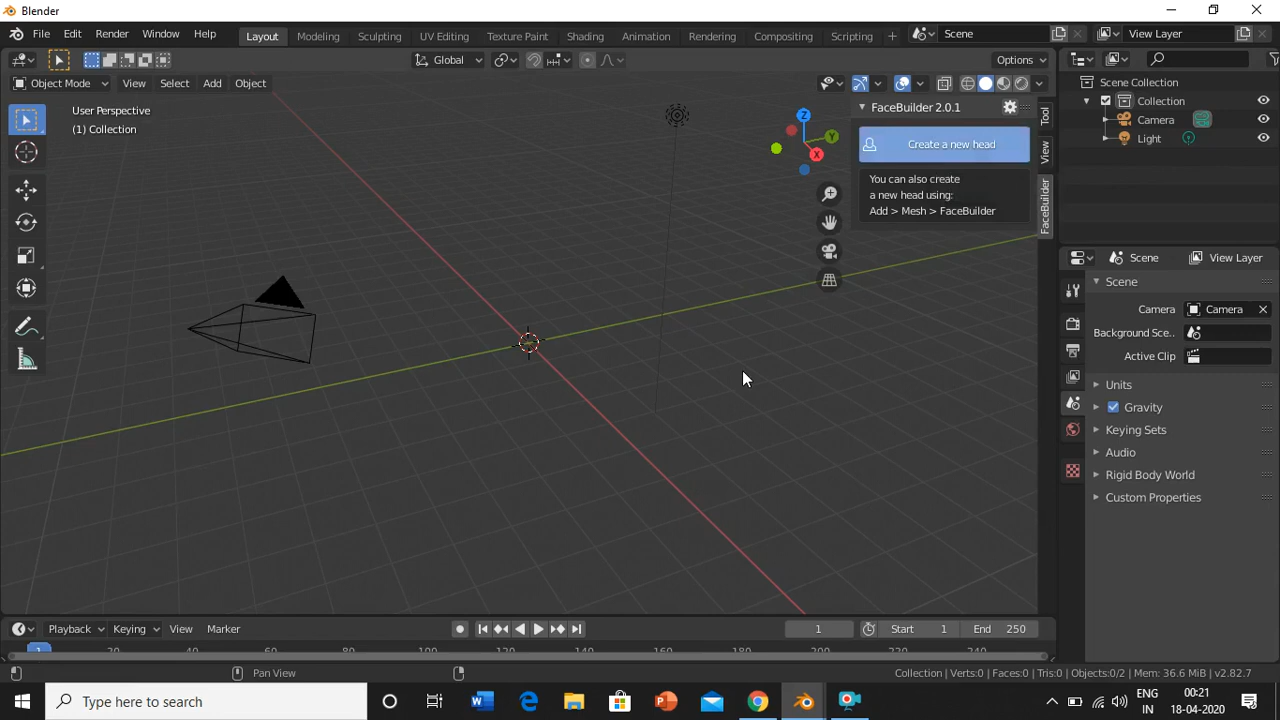 Blender
File Edit Render Window Help Layout Modeling Sculpting UV Editing Texture Paint Shading Animation Rendering Compositing Scripting + Scene View Layer
Global Options
Object Mode View Select Add Object
User Perspective
(1) Collection
Z
Y
X
FaceBuilder 2.0.1
Create a new head
You can also create
a new head using:
Add > Mesh > FaceBuilder
Tool
View
FaceBuilder
Scene Collection
Collection
Camera
Light
Scene View Layer
Scene
Camera Camera
Background Sce..
Active Clip
Units
Gravity
Keying Sets
Audio
Rigid Body World
Custom Properties
Playback Keying View Marker 1 Start 1 End 250
1 20 40 60 80 100 120 140 160 180 200 220 240
Pan View Collection | Verts:0 | Faces:0 | Tris:0 | Objects:0/2 | Mem: 36.6 MiB | v2.82.7
Type here to search
ENG
IN
00:21
18-04-2020